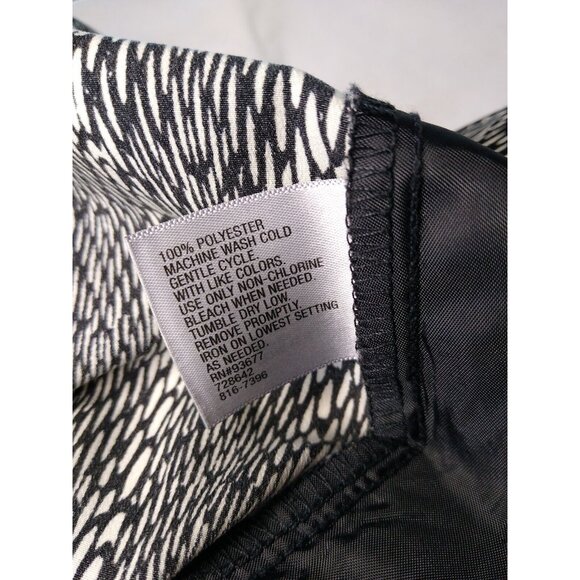 100% POLYESTER
MACHINE WASH COLD
GENTLE CYCLE.
WITH LIKE COLORS.
USE ONLY NON-CHLORINE
BLEACH WHEN NEEDED.
TUMBLE DRY LOW.
REMOVE PROMPTLY.
IRON ON LOWEST SETTING
AS NEEDED.
RN#93677
728642
816-7396